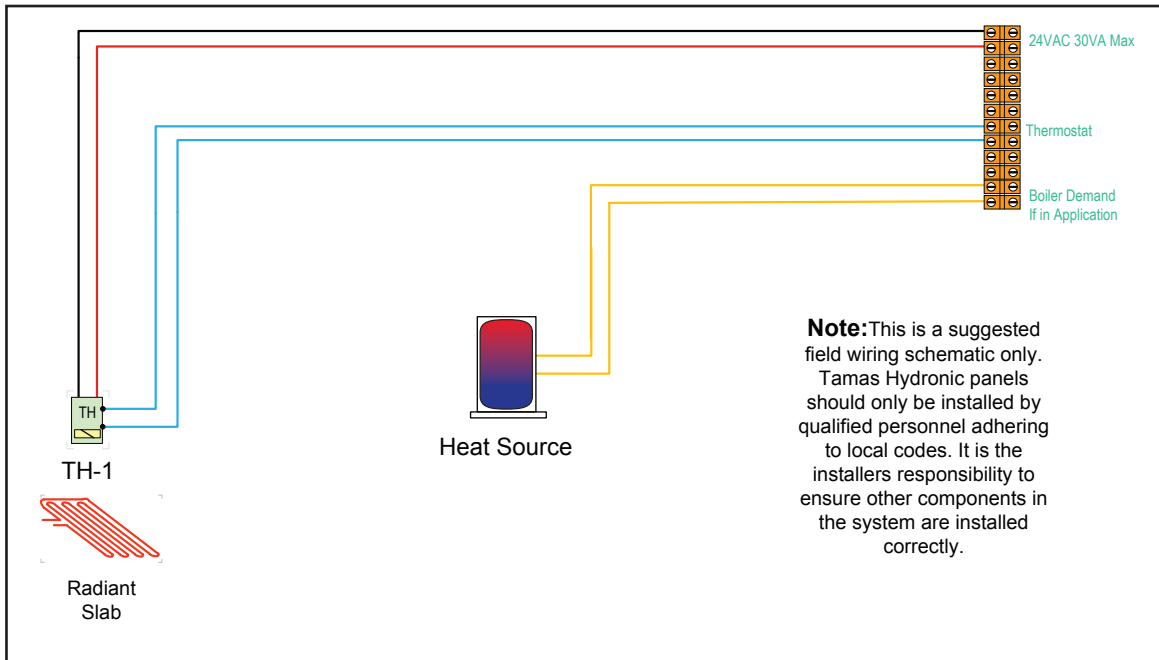 24VAC 30VA Max
Thermostat
Boiler Demand
If in Application
TH
TH-1
Radiant
Slab
Heat Source
Note:This is a suggested
field wiring schematic only.
Tamas Hydronic panels
should only be installed by
qualified personnel adhering
to local codes. It is the
installers responsibility to
ensure other components in
the system are installed
correctly.